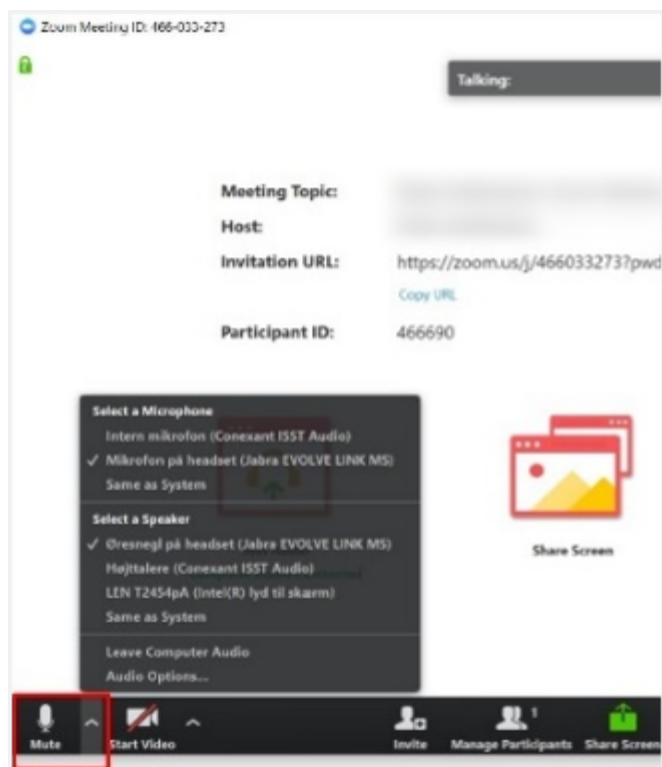 Zoom Meeting ID: 466-033-273
Talking:
Meeting Topic:
Host:
Invitation URL: https://zoom.us/j/466033273?pwd
Copy URL
Participant ID: 466690
Select a Microphone
Intern mikrofon (Conexant ISST Audio)
✓ Mikrofon på headset (Jabra EVOLVE LINK MS)
Same as System
Select a Speaker
✓ Øresnegl på headset (Jabra EVOLVE LINK MS)
Højttalere (Conexant ISST Audio)
LEN T2454pA (Intel(R) lyd til skærm)
Same as System
Leave Computer Audio
Audio Options...
Share Screen
Mute Start Video Invite Manage Participants 1 Share Screen